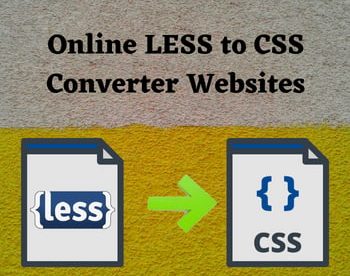 Online LESS to CSS
Converter Websites
{less}
{ }
CSS